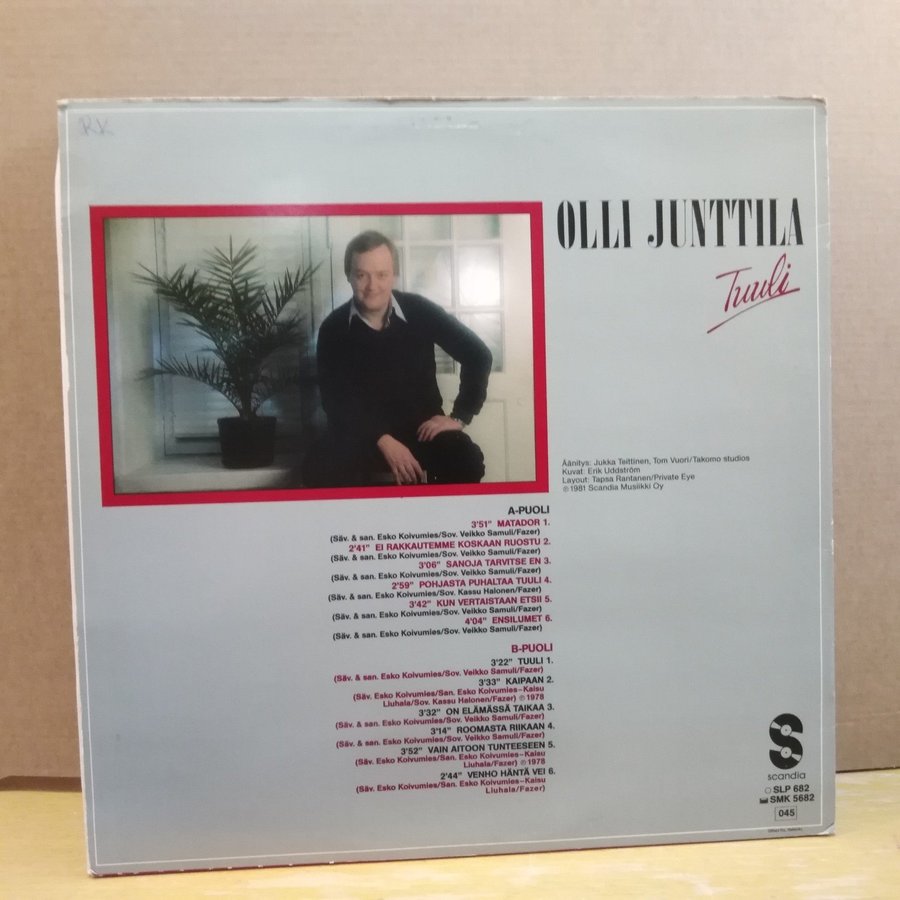 RK
OLLI JUNTTILA
Tuuli
Äänitys: Jukka Teittinen, Tom Vuori/Takomo studios
Kuvat: Erik Uddström
Layout: Tapsa Rantanen/Private Eye
℗ 1981 Scandia Musiikki Oy
A-PUOLI
3'51" MATADOR 1.
(Säv. & san. Esko Koivumies/Sov. Veikko Samuli/Fazer)
2'41" EI RAKKAUTEMME KOSKAAN RUOSTU 2.
(Säv. & san. Esko Koivumies/Sov. Veikko Samuli/Fazer)
3'06" SANOJA TARVITSE EN 3.
(Säv. & san. Esko Koivumies/Sov. Veikko Samuli/Fazer)
2'59" POHJASTA PUHALTAA TUULI 4.
(Säv. & san. Esko Koivumies/Sov. Kassu Halonen/Fazer)
3'42" KUN VERTAISTAAN ETSII 5.
(Säv. & san. Esko Koivumies/Sov. Veikko Samuli/Fazer)
4'04" ENSILUMET 6.
(Säv. & san. Esko Koivumies/Sov. Veikko Samuli/Fazer)
B-PUOLI
3'22" TUULI 1.
(Säv. & san. Esko Koivumies/Sov. Veikko Samuli/Fazer)
3'33" KAIPAAN 2.
(Säv. Esko Koivumies/San. Esko Koivumies–Kaisu
Liuhala/Sov. Kassu Halonen/Fazer) ℗ 1978
3'32" ON ELÄMÄSSÄ TAIKAA 3.
(Säv. & san. Esko Koivumies/Sov. Veikko Samuli/Fazer)
3'14" ROOMASTA RIIKAAN 4.
(Säv. & san. Esko Koivumies/Sov. Veikko Samuli/Fazer)
3'52" VAIN AITOON TUNTEESEEN 5.
(Säv. Esko Koivumies/San. Esko Koivumies–Kaisu
Liuhala/Fazer) ℗ 1978
2'44" VENHO HÄNTÄ VEI 6.
(Säv. Esko Koivumies/San. Esko Koivumies–Kaisu
Liuhala/Fazer)
S
scandia
SLP 682
SMK 5682
045